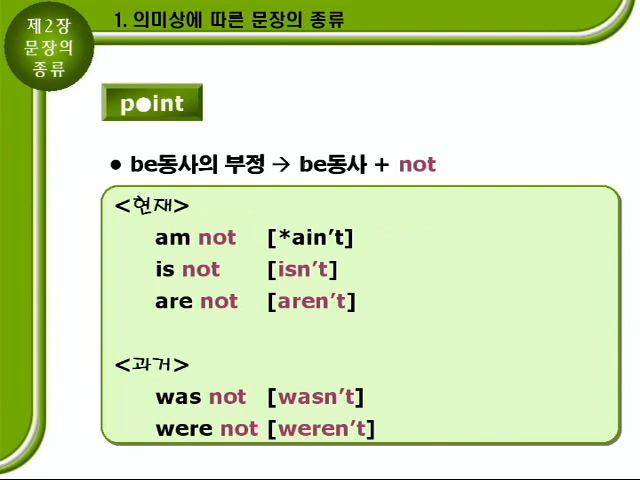 제2장
문장의
종류
1. 의미상에 따른 문장의 종류
point
● be동사의 부정 → be동사 + not
<현재>
am not [*ain't]
is not [isn't]
are not [aren't]
<과거>
was not [wasn't]
were not [weren't]